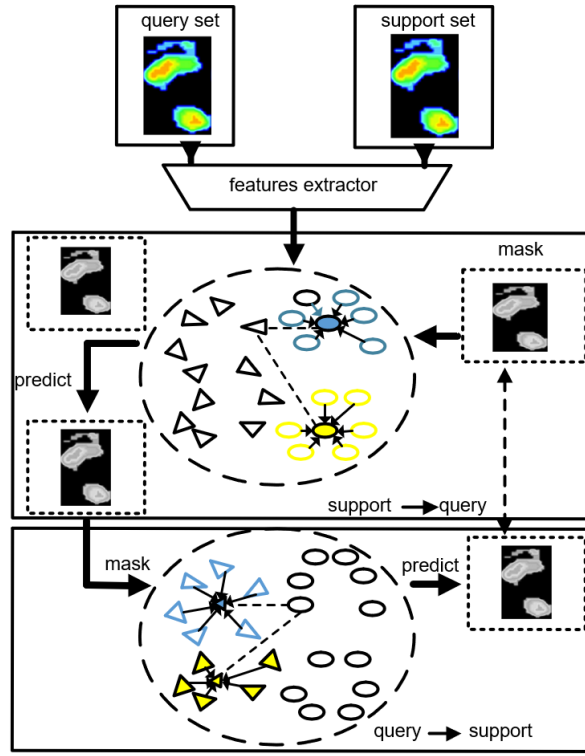 query set
support set
features extractor
mask
predict
support query
mask
predict
query support